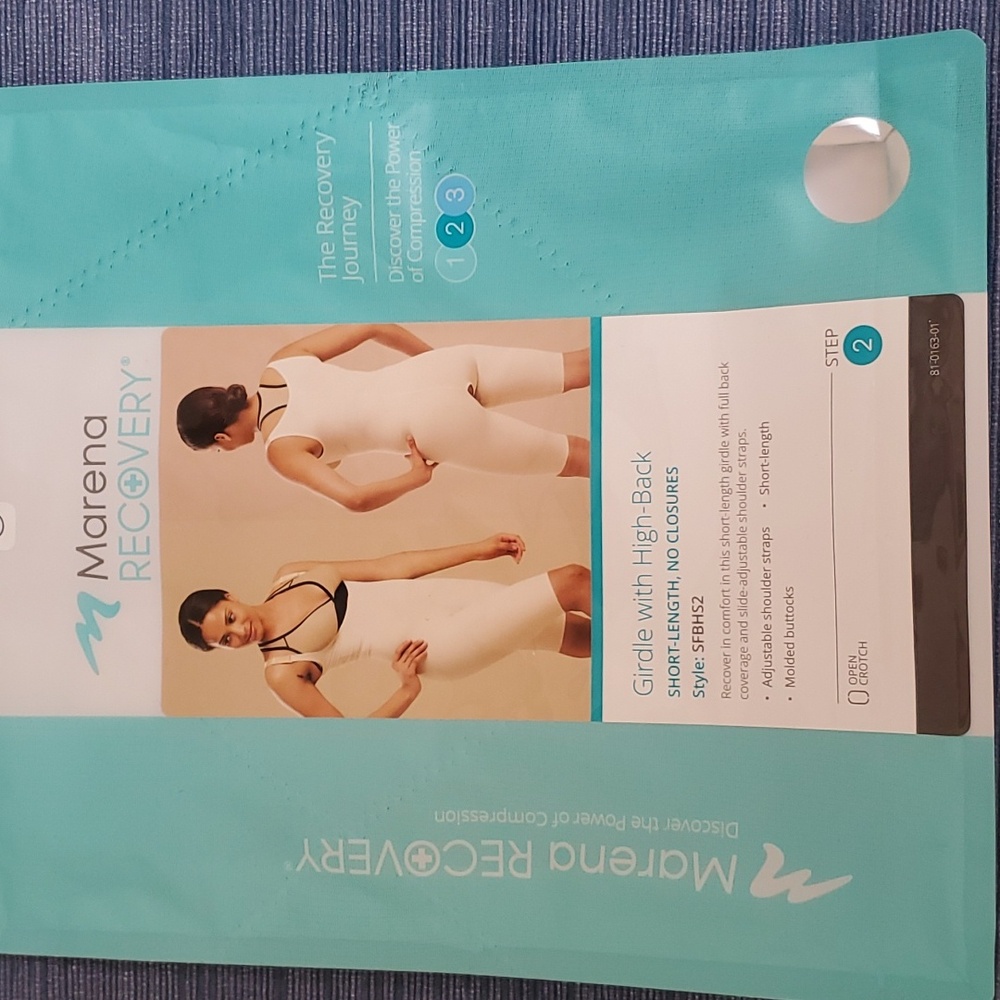 Marena
RECOVERY®
The Recovery
Journey
Discover the Power
of Compression
1 2 3
Girdle with High-Back
SHORT-LENGTH, NO CLOSURES
Style: SFBHS2
Recover in comfort in this short-length girdle with full back
coverage and slide-adjustable shoulder straps.
• Adjustable shoulder straps • Short-length
• Molded buttocks
OPEN
CROTCH
STEP
2
81-0163-01
Marena RECOVERY
Discover the Power of Compression